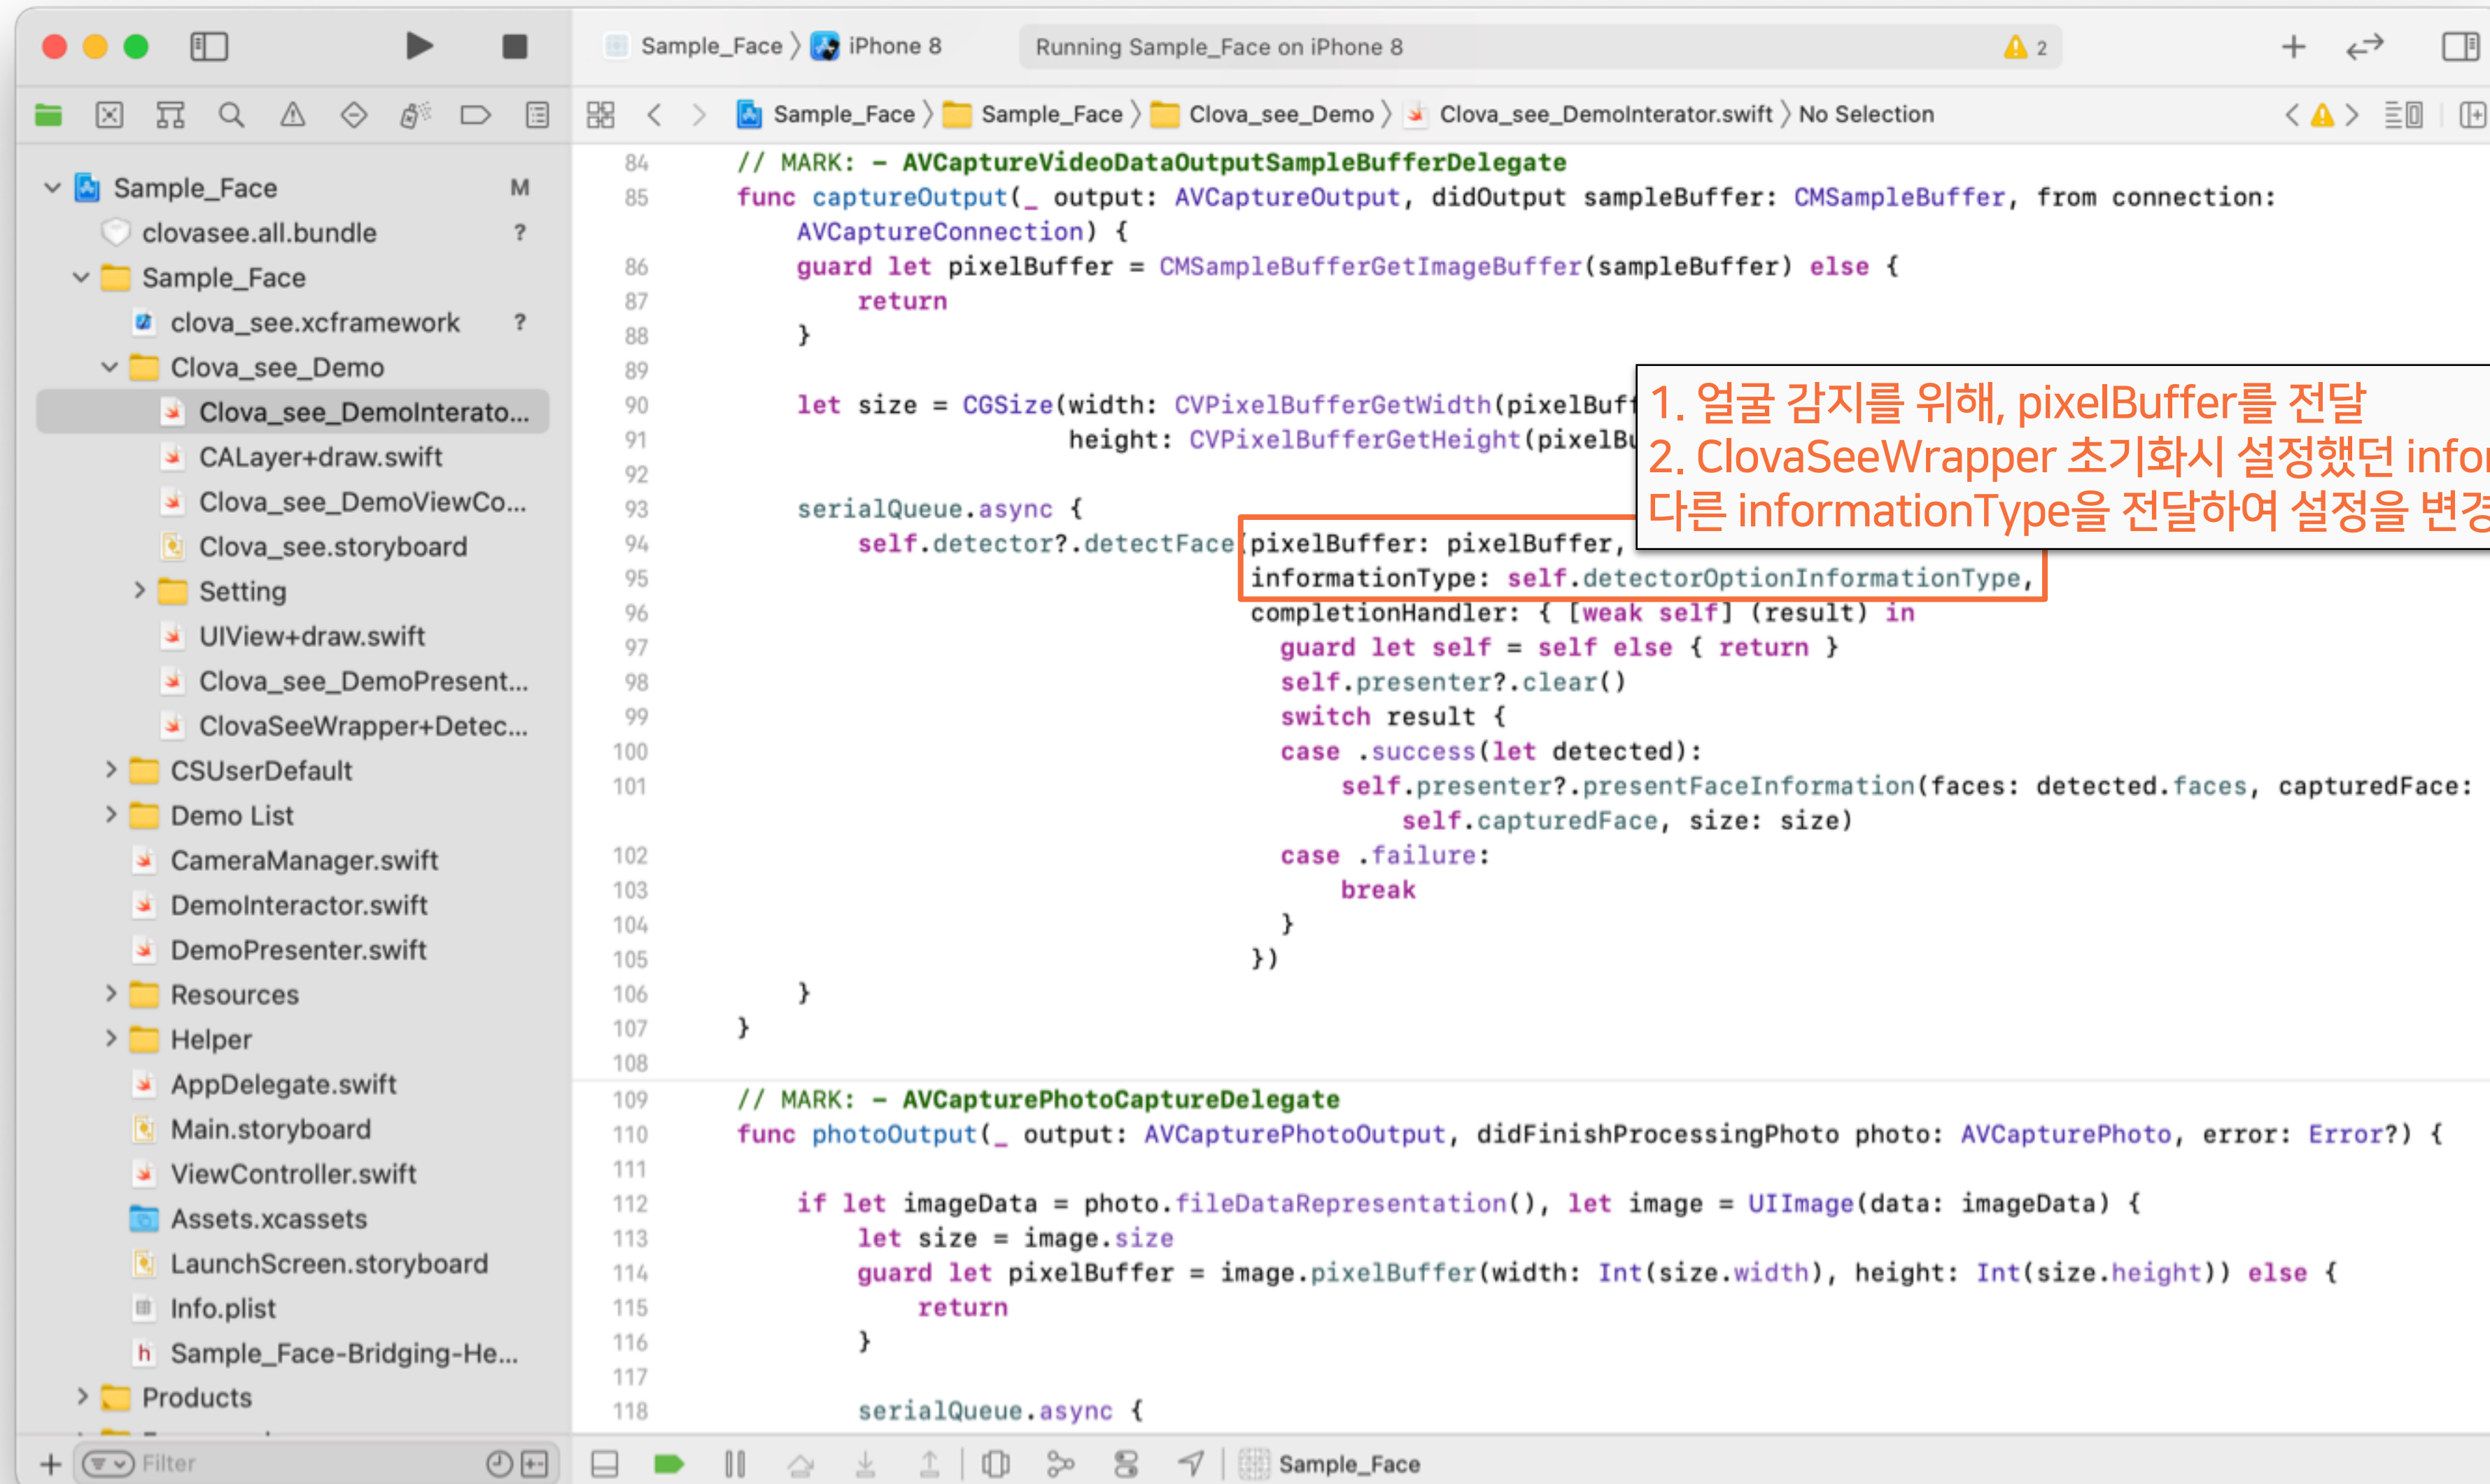 Sample_Face 〉 iPhone 8
Running Sample_Face on iPhone 8
2
Sample_Face 〉 Sample_Face 〉 Clova_see_Demo 〉 Clova_see_DemoInterator.swift 〉 No Selection
Sample_Face M
clovasee.all.bundle ?
Sample_Face
clova_see.xcframework ?
Clova_see_Demo
Clova_see_DemoInterato...
CALayer+draw.swift
Clova_see_DemoViewCo...
Clova_see.storyboard
Setting
UIView+draw.swift
Clova_see_DemoPresent...
ClovaSeeWrapper+Detec...
CSUserDefault
Demo List
CameraManager.swift
DemoInteractor.swift
DemoPresenter.swift
Resources
Helper
AppDelegate.swift
Main.storyboard
ViewController.swift
Assets.xcassets
LaunchScreen.storyboard
Info.plist
Sample_Face-Bridging-He...
Products
Filter
84 // MARK: – AVCaptureVideoDataOutputSampleBufferDelegate
85 func captureOutput(_ output: AVCaptureOutput, didOutput sampleBuffer: CMSampleBuffer, from connection:
AVCaptureConnection) {
86 guard let pixelBuffer = CMSampleBufferGetImageBuffer(sampleBuffer) else {
87 return
88 }
89
90 let size = CGSize(width: CVPixelBufferGetWidth(pixelBuff
91 height: CVPixelBufferGetHeight(pixelBu
92
93 serialQueue.async {
94 self.detector?.detectFace(pixelBuffer: pixelBuffer,
95 informationType: self.detectorOptionInformationType,
96 completionHandler: { [weak self] (result) in
97 guard let self = self else { return }
98 self.presenter?.clear()
99 switch result {
100 case .success(let detected):
101 self.presenter?.presentFaceInformation(faces: detected.faces, capturedFace:
self.capturedFace, size: size)
102 case .failure:
103 break
104 }
105 })
106 }
107 }
108
109 // MARK: – AVCapturePhotoCaptureDelegate
110 func photoOutput(_ output: AVCapturePhotoOutput, didFinishProcessingPhoto photo: AVCapturePhoto, error: Error?) {
111
112 if let imageData = photo.fileDataRepresentation(), let image = UIImage(data: imageData) {
113 let size = image.size
114 guard let pixelBuffer = image.pixelBuffer(width: Int(size.width), height: Int(size.height)) else {
115 return
116 }
117
118 serialQueue.async {
1. 얼굴 감지를 위해, pixelBuffer를 전달
2. ClovaSeeWrapper 초기화시 설정했던 infor
다른 informationType을 전달하여 설정을 변경
Sample_Face